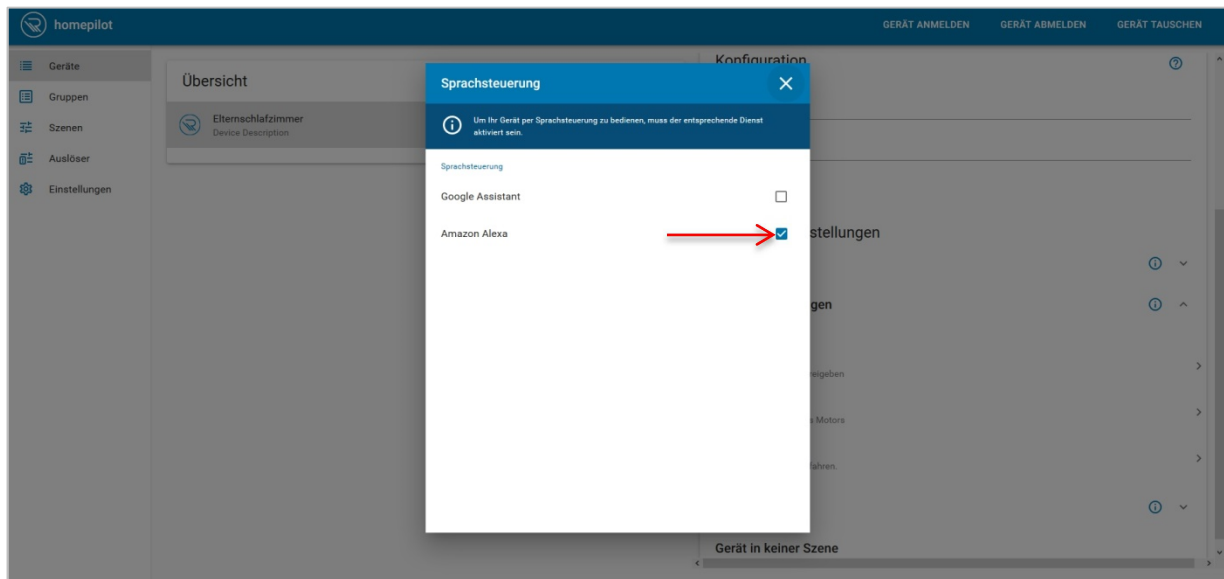 homepilot
GERÄT ANMELDEN
GERÄT ABMELDEN
GERÄT TAUSCHEN
Geräte
Gruppen
Szenen
Auslöser
Einstellungen
Übersicht
Elternschlafzimmer
Device Description
Sprachsteuerung
Um Ihr Gerät per Sprachsteuerung zu bedienen, muss der entsprechende Dienst
aktiviert sein.
Sprachsteuerung
Google Assistant
Amazon Alexa
Konfiguration
stellungen
gen
reigeben
Motors
fahren.
Gerät in keiner Szene